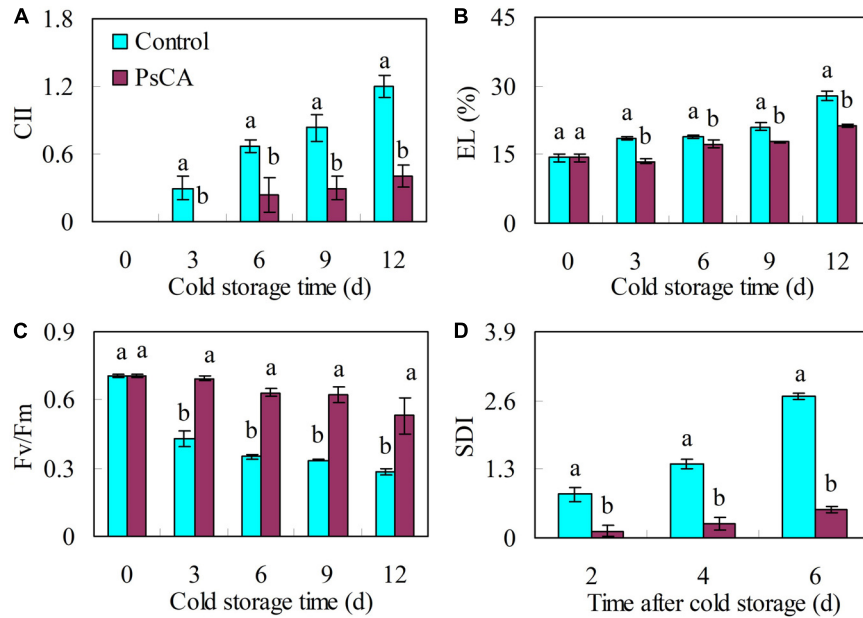 A
1.8
1.2
0.6
0
CII
Control
PsCA
a
b
a
b
a
b
a
b
0 3 6 9 12
Cold storage time (d)
B
45
30
15
0
EL (%)
a a
a
b
a
b
a
b
a
b
0 3 6 9 12
Cold storage time (d)
C
0.9
0.6
0.3
0
Fv/Fm
a a
b
a
b
a
b
a
b
a
0 3 6 9 12
Cold storage time (d)
D
3.9
2.6
1.3
0
SDI
a
b
a
b
a
b
2 4 6
Time after cold storage (d)